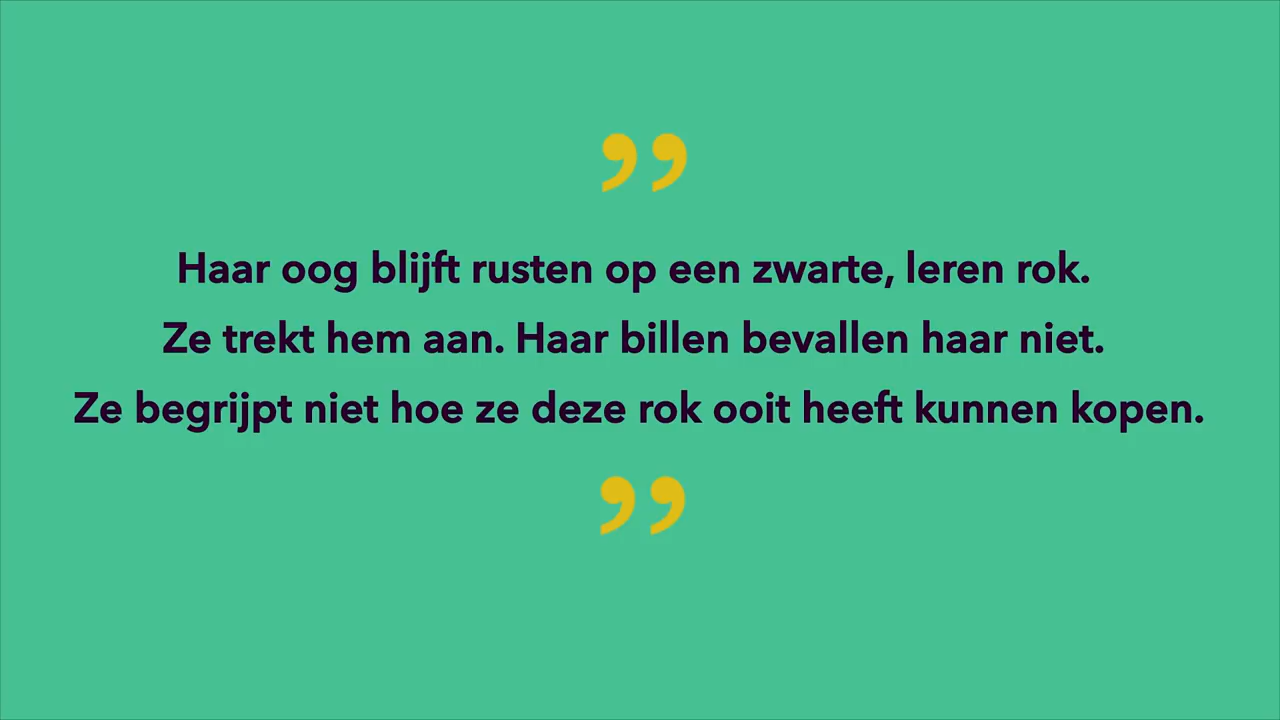 ”
Haar oog blijft rusten op een zwarte, leren rok.
Ze trekt hem aan. Haar billen bevallen haar niet.
Ze begrijpt niet hoe ze deze rok ooit heeft kunnen kopen.
”